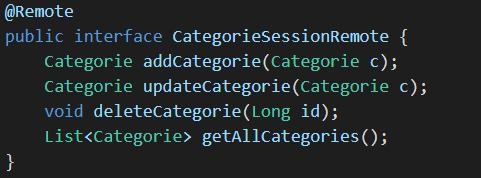 @Remote
public interface CategorieSessionRemote {
    Categorie addCategorie(Categorie c);
    Categorie updateCategorie(Categorie c);
    void deleteCategorie(Long id);
    List<Categorie> getAllCategories();
}